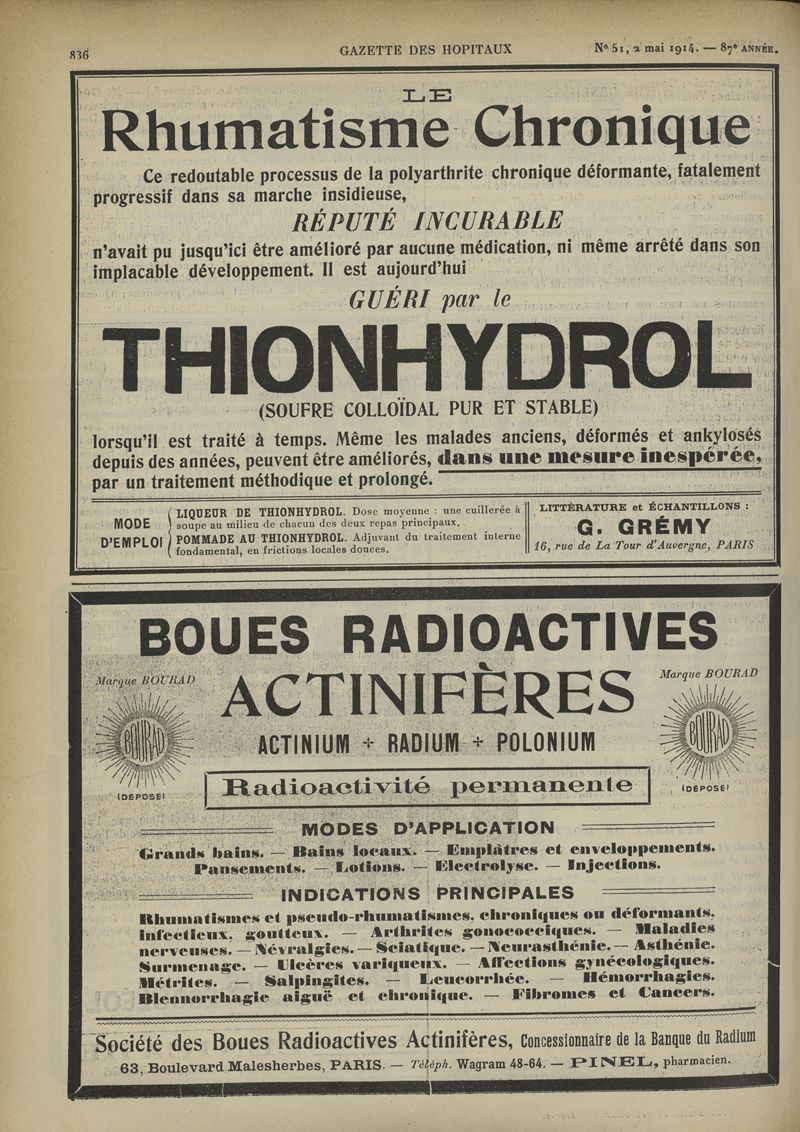 836
GAZETTE DES HOPITAUX
Nº 51, 2 mai 1914. — 87e ANNÉE.
LE
Rhumatisme Chronique
Ce redoutable processus de la polyarthrite chronique déformante, fatalement
progressif dans sa marche insidieuse,
RÉPUTÉ INCURABLE
n'avait pu jusqu'ici être amélioré par aucune médication, ni même arrêté dans son
implacable développement. Il est aujourd'hui
GUÉRI par le
THIONHYDROL
(SOUFRE COLLOÏDAL PUR ET STABLE)
lorsqu'il est traité à temps. Même les malades anciens, déformés et ankylosés
depuis des années, peuvent être améliorés, dans une mesure inespérée,
par un traitement méthodique et prolongé.
MODE
D'EMPLOI
LIQUEUR DE THIONHYDROL. Dose moyenne : une cuillerée à
soupe au milieu de chacun des deux repas principaux.
POMMADE AU THIONHYDROL. Adjuvant du traitement interne
fondamental, en frictions locales douces.
LITTÉRATURE et ÉCHANTILLONS :
G. GRÉMY
16, rue de La Tour d'Auvergne, PARIS
BOUES RADIOACTIVES
Marque BOURAD
BOURAD
(DÉPOSÉ)
ACTINIFÈRES
Marque BOURAD
BOURAD
(DÉPOSÉ)
ACTINIUM + RADIUM + POLONIUM
Radioactivité permanente
MODES D'APPLICATION
Grands bains. — Bains locaux. — Emplâtres et enveloppements.
Pansements. — Lotions. — Electrolyse. — Injections.
INDICATIONS PRINCIPALES
Rhumatismes et pseudo-rhumatismes, chroniques ou déformants,
infectieux, goutteux. — Arthrites gonococciques. — Maladies
nerveuses. — Névralgies. — Sciatique. — Neurasthénie. — Asthénie.
Surmenage. — Ulcères variqueux. — Affections gynécologiques.
Métrites. — Salpingites. — Leucorrhée. — Hémorrhagies.
Blennorrhagie aiguë et chronique. — Fibromes et Cancers.
Société des Boues Radioactives Actinifères, Concessionnaire de la Banque du Radium
63, Boulevard Malesherbes, PARIS. — Téléph. Wagram 48-64. — PINEL, pharmacien.